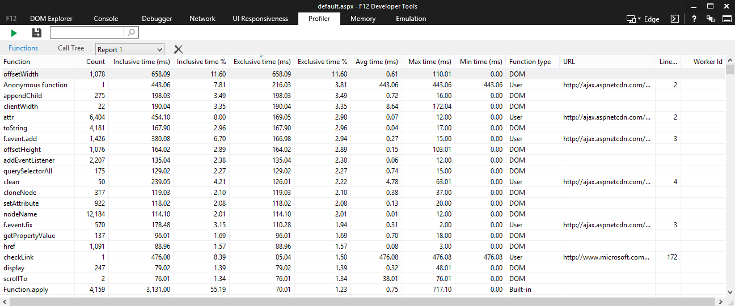 default.aspx - F12 Developer Tools
F12 DOM Explorer Console Debugger Network UI Responsiveness Profiler Memory Emulation Edge
Functions Call Tree Report 1
Function Count Inclusive time (ms) Inclusive time % Exclusive time (ms) Exclusive time % Avg time (ms) Max time (ms) Min time (ms) Function type URL Line... Worker Id
offsetWidth 1,078 658.09 11.60 658.09 11.60 0.61 110.01 0.00 DOM
Anonymous function 1 443.06 7.81 216.03 3.81 443.06 443.06 443.06 User http://ajax.aspnetcdn.com/... 2
appendChild 275 198.03 3.49 198.03 3.49 0.72 16.00 0.00 DOM
clientWidth 22 190.04 3.35 190.04 3.35 8.64 172.04 0.00 DOM
attr 6,404 454.10 8.00 169.05 2.90 0.07 12.00 0.00 User http://ajax.aspnetcdn.com/... 2
toString 4,181 167.90 2.96 167.90 2.96 0.04 17.00 0.00 DOM
f.event.add 1,426 380.08 6.70 166.98 2.94 0.27 15.00 0.00 User http://ajax.aspnetcdn.com/... 3
offsetHeight 1,076 164.02 2.89 164.02 2.89 0.15 103.01 0.00 DOM
addEventListener 2,207 135.04 2.38 135.04 2.38 0.06 12.00 0.00 DOM
querySelectorAll 175 129.02 2.27 129.02 2.27 0.74 15.00 0.00 DOM
clean 50 239.05 4.21 126.01 2.22 4.78 63.01 0.00 User http://ajax.aspnetcdn.com/... 4
cloneNode 317 119.03 2.10 119.03 2.10 0.38 37.00 0.00 DOM
setAttribute 922 118.02 2.08 118.02 2.08 0.13 20.00 0.00 DOM
nodeName 12,184 114.10 2.01 114.10 2.01 0.01 12.00 0.00 DOM
f.event.fix 570 178.48 3.15 110.28 1.94 0.31 2.00 0.00 User http://ajax.aspnetcdn.com/... 3
getPropertyValue 137 96.01 1.69 96.01 1.69 0.70 18.00 0.00 DOM
href 1,091 88.96 1.57 88.96 1.57 0.08 3.00 0.00 DOM
checkLink 1 476.08 8.39 85.04 1.50 476.08 476.08 476.08 User http://www.microsoft.com... 172
display 247 79.02 1.39 79.02 1.39 0.32 48.01 0.00 DOM
scrollTo 2 76.01 1.34 76.01 1.34 38.01 76.01 0.00 DOM
Function.apply 4,159 3,131.00 55.19 70.01 1.23 0.75 717.10 0.00 Built-in